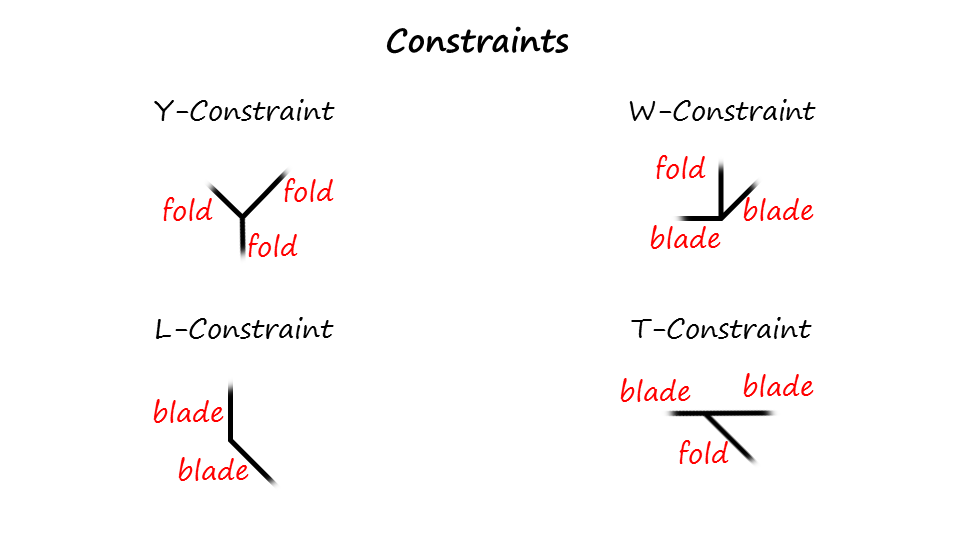 Constraints
Y-Constraint
fold
fold
fold
W-Constraint
fold
blade
blade
L-Constraint
blade
blade
T-Constraint
blade
blade
fold